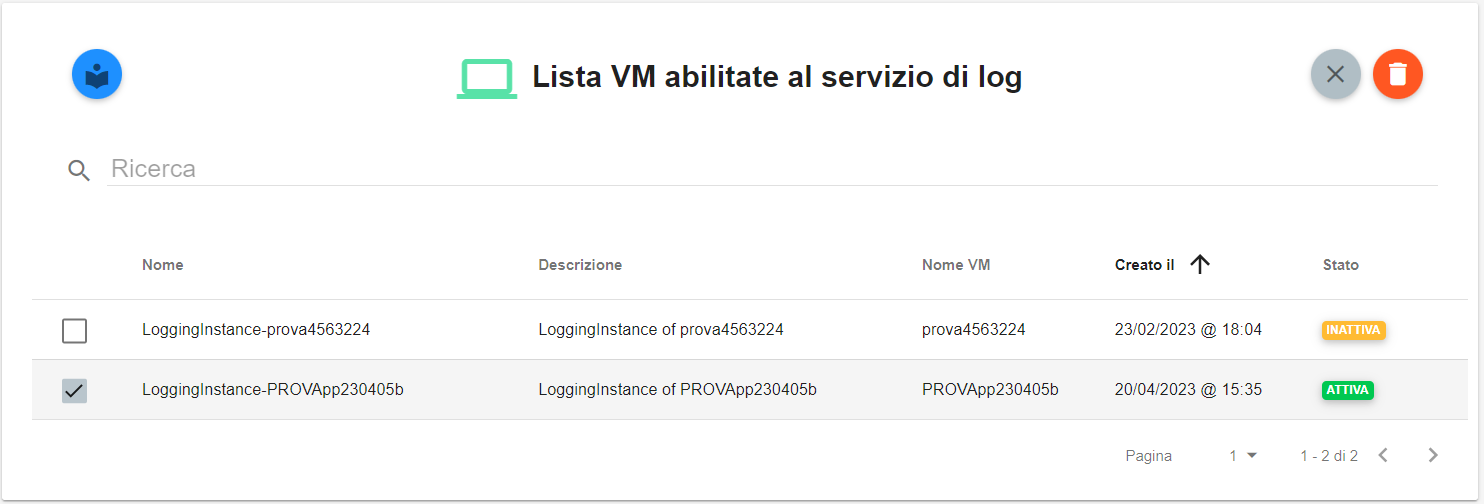 Lista VM abilitate al servizio di log
Ricerca
Nome Descrizione Nome VM Creato il Stato
LoggingInstance-prova4563224 LoggingInstance of prova4563224 prova4563224 23/02/2023 @ 18:04 INATTIVA
LoggingInstance-PROVApp230405b LoggingInstance of PROVApp230405b PROVApp230405b 20/04/2023 @ 15:35 ATTIVA
Pagina 1 1 - 2 di 2